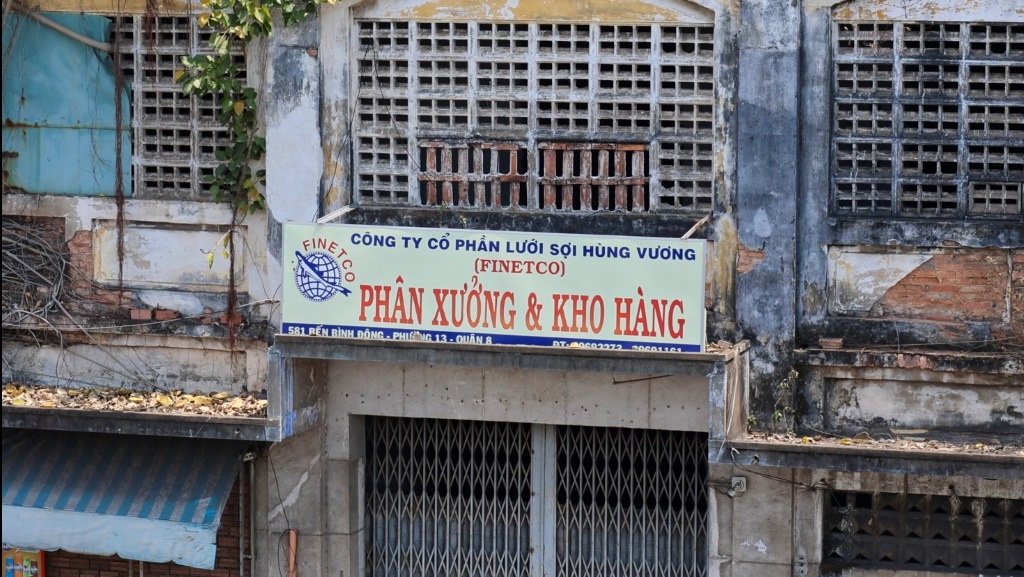 FINETCO
CÔNG TY CỔ PHẦN LƯỚI SỢI HÙNG VƯƠNG
(FINETCO)
PHÂN XƯỞNG & KHO HÀNG
581 BẾN BÌNH ĐÔNG - PHƯỜNG 13 - QUẬN 8